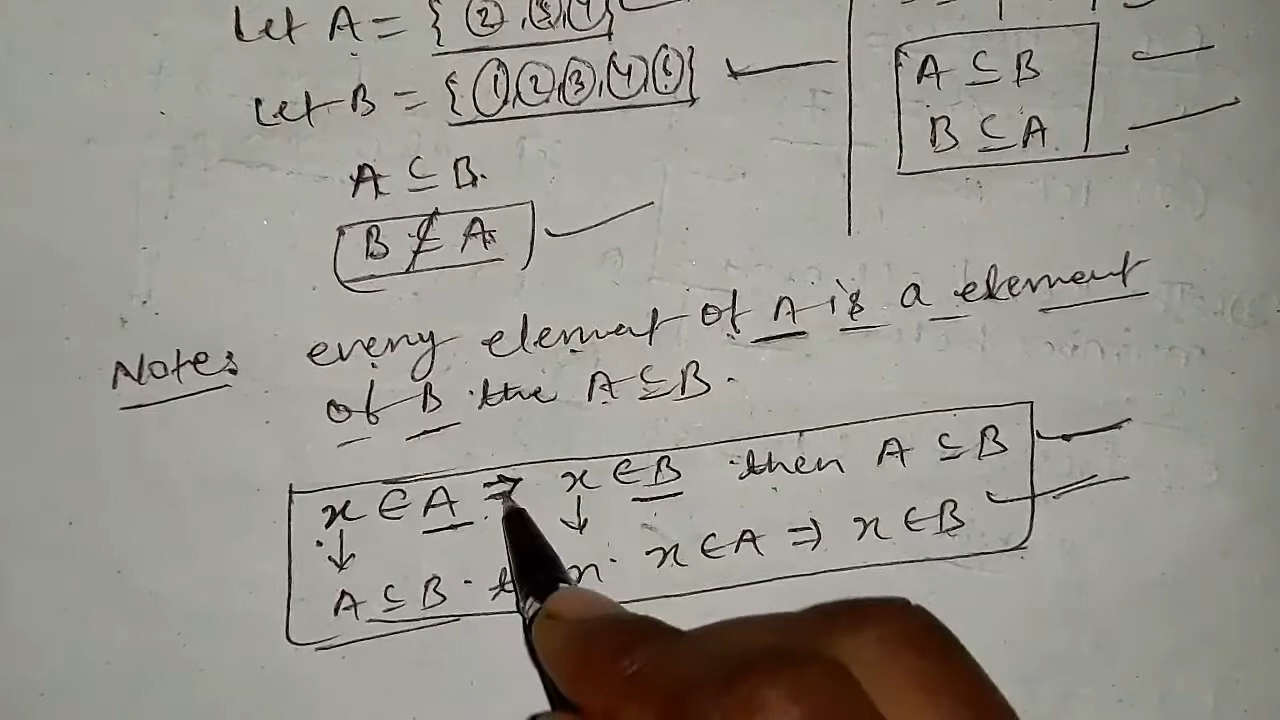 Let A = { 2, 3, 4}
Let B = {1, 2, 3, 4, 5}
A ⊆ B.
B ⊈ A.
A ⊆ B
B ⊆ A
Notes every element of A is a element
of B the A ⊆ B.
x ∈ A ⇒ x ∈ B then A ⊆ B
A ⊆ B then x ∈ A ⇒ x ∈ B